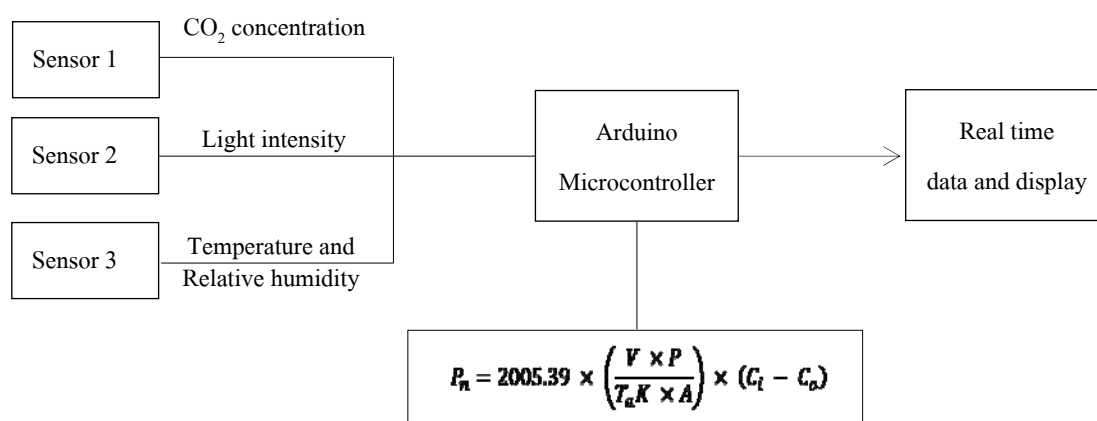 CO₂ concentration
Sensor 1
Light intensity
Sensor 2
Temperature and
Relative humidity
Sensor 3
Arduino
Microcontroller
Real time
data and display
Pₙ = 2005.39 × (V × P / TₐK × A) × (Cᵢ − Cₒ)